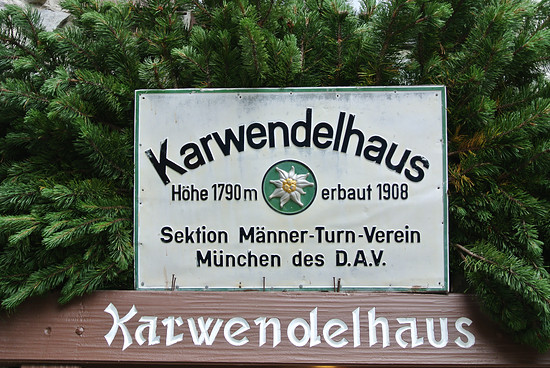 Karwendelhaus
Höhe 1790 m erbaut 1908
Sektion Männer-Turn-Verein
München des D.A.V.
Karwendelhaus